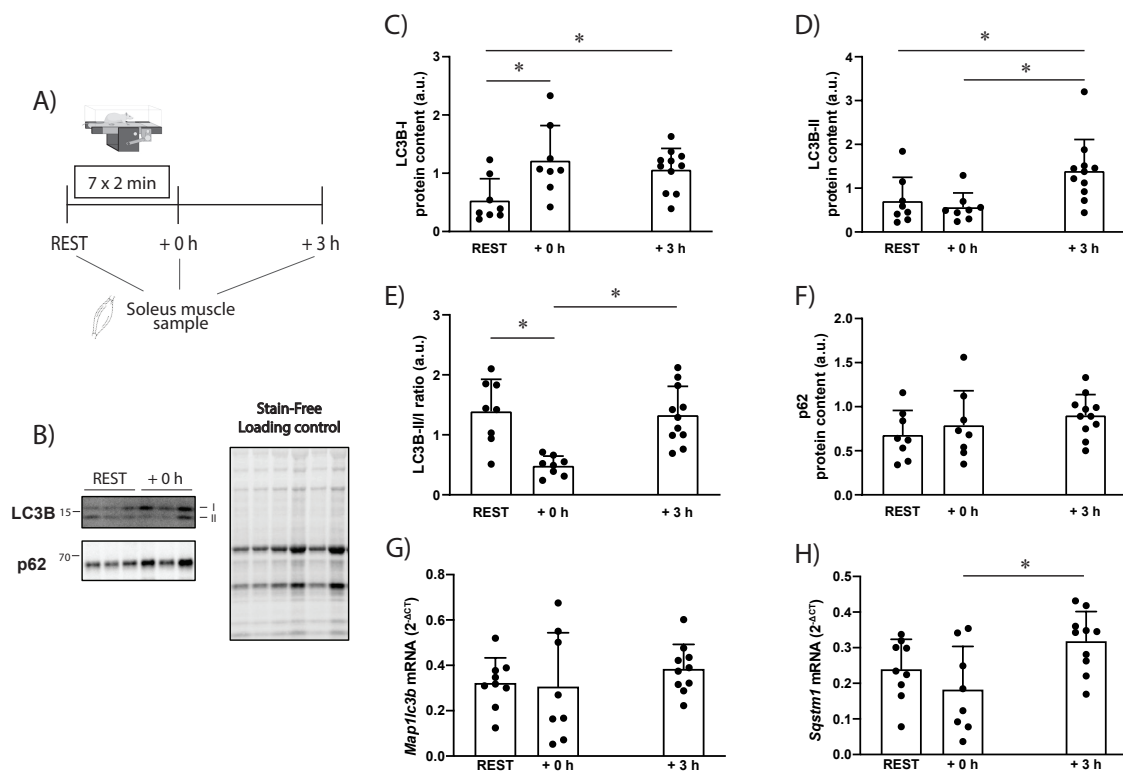 A)
7 x 2 min
REST
+ 0 h
+ 3 h
Soleus muscle
sample
B)
Stain-Free
Loading control
REST
+ 0 h
LC3B
15
I
II
70
p62
C)
LC3B-I
protein content (a.u.)
3
2
1
0
*
*
REST
+ 0 h
+ 3 h
D)
LC3B-II
protein content (a.u.)
4
3
2
1
0
*
*
REST
+ 0 h
+ 3 h
E)
LC3B-II/I ratio (a.u.)
3
2
1
0
*
*
REST
+ 0 h
+ 3 h
F)
p62
protein content (a.u.)
2.0
1.5
1.0
0.5
0.0
REST
+ 0 h
+ 3 h
G)
Map1lc3b mRNA (2-ΔCT)
0.8
0.6
0.4
0.2
0.0
REST
+ 0 h
+ 3 h
H)
Sqstm1 mRNA (2-ΔCT)
0.5
0.4
0.3
0.2
0.1
0.0
*
REST
+ 0 h
+ 3 h